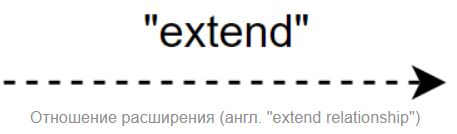 "extend"
Отношение расширения (англ. "extend relationship")